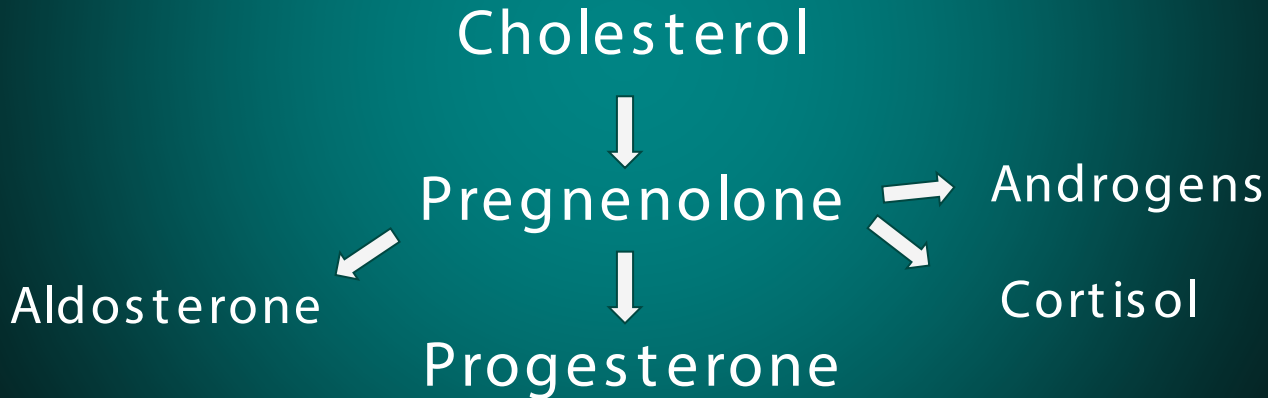 Cholesterol
Pregnenolone
Androgens
Aldosterone
Cortisol
Progesterone